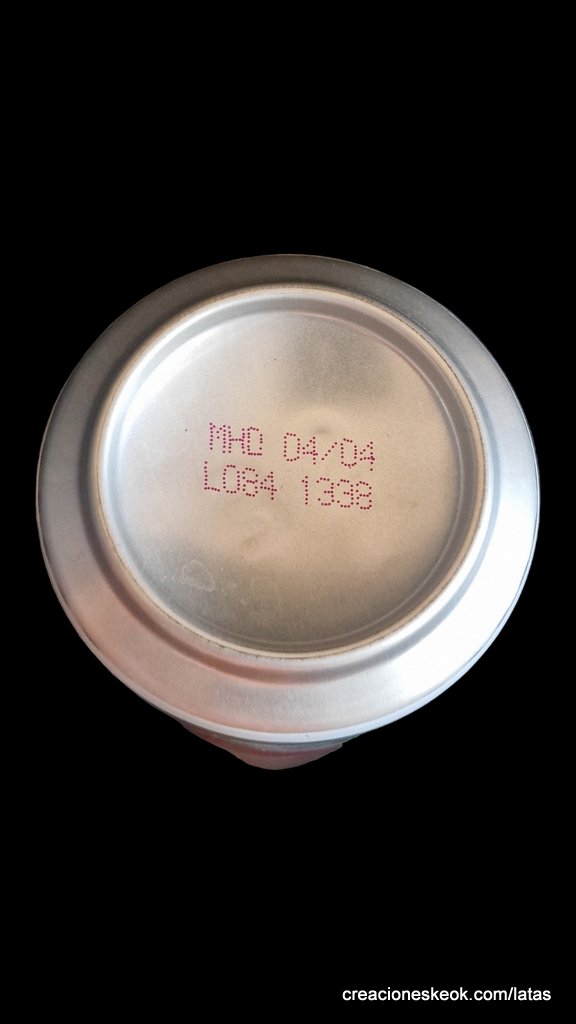 MHD 04/04
L084 1338
creacioneskeok.com/latas